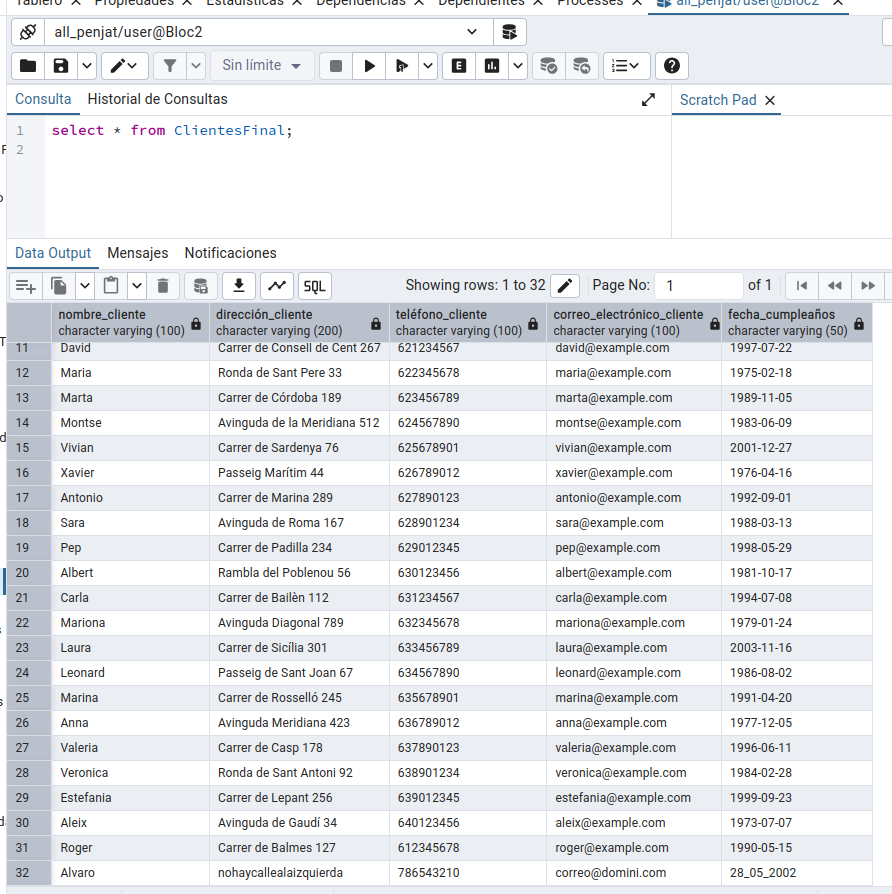 Tablero Propiedades Estadísticas Dependencias Dependientes Processes all_penjat/user@Bloc2
all_penjat/user@Bloc2
Sin límite
E
Consulta Historial de Consultas Scratch Pad
1 select * from ClientesFinal;
2
Data Output Mensajes Notificaciones
SQL Showing rows: 1 to 32 Page No: 1 of 1
nombre_cliente dirección_cliente teléfono_cliente correo_electrónico_cliente fecha_cumpleaños
character varying (100) character varying (200) character varying (100) character varying (100) character varying (50)
11 David Carrer de Consell de Cent 267 621234567 david@example.com 1997-07-22
12 Maria Ronda de Sant Pere 33 622345678 maria@example.com 1975-02-18
13 Marta Carrer de Córdoba 189 623456789 marta@example.com 1989-11-05
14 Montse Avinguda de la Meridiana 512 624567890 montse@example.com 1983-06-09
15 Vivian Carrer de Sardenya 76 625678901 vivian@example.com 2001-12-27
16 Xavier Passeig Marítim 44 626789012 xavier@example.com 1976-04-16
17 Antonio Carrer de Marina 289 627890123 antonio@example.com 1992-09-01
18 Sara Avinguda de Roma 167 628901234 sara@example.com 1988-03-13
19 Pep Carrer de Padilla 234 629012345 pep@example.com 1998-05-29
20 Albert Rambla del Poblenou 56 630123456 albert@example.com 1981-10-17
21 Carla Carrer de Bailèn 112 631234567 carla@example.com 1994-07-08
22 Mariona Avinguda Diagonal 789 632345678 mariona@example.com 1979-01-24
23 Laura Carrer de Sicília 301 633456789 laura@example.com 2003-11-16
24 Leonard Passeig de Sant Joan 67 634567890 leonard@example.com 1986-08-02
25 Marina Carrer de Rosselló 245 635678901 marina@example.com 1991-04-20
26 Anna Avinguda Meridiana 423 636789012 anna@example.com 1977-12-05
27 Valeria Carrer de Casp 178 637890123 valeria@example.com 1996-06-11
28 Veronica Ronda de Sant Antoni 92 638901234 veronica@example.com 1984-02-28
29 Estefania Carrer de Lepant 256 639012345 estefania@example.com 1999-09-23
30 Aleix Avinguda de Gaudí 34 640123456 aleix@example.com 1973-07-07
31 Roger Carrer de Balmes 127 612345678 roger@example.com 1990-05-15
32 Alvaro nohaycallealaizquierda 786543210 correo@domini.com 28_05_2002